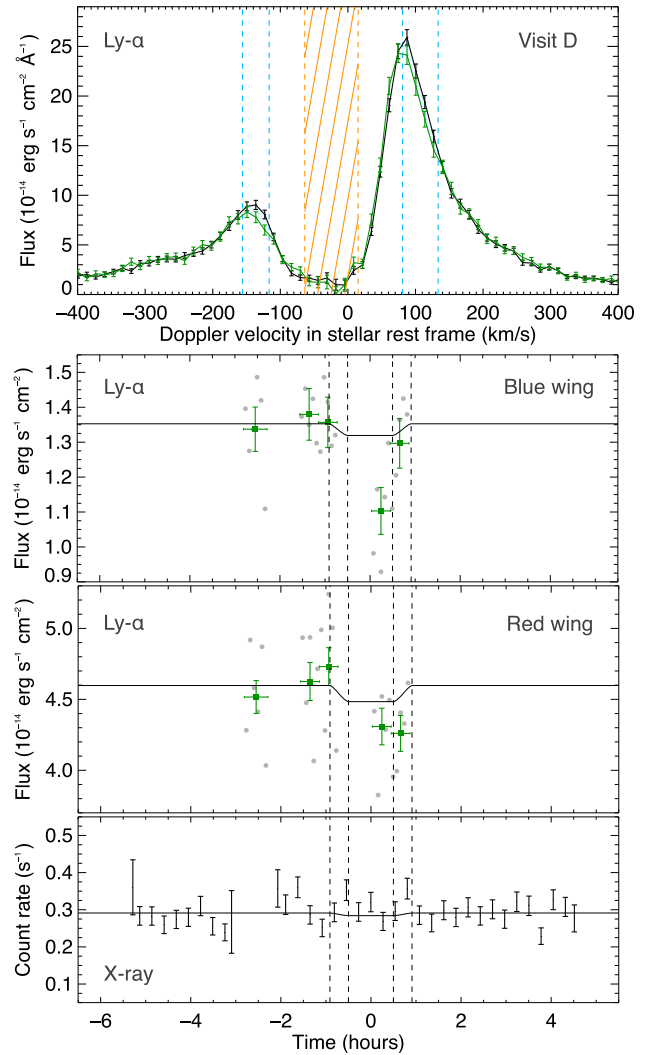 Ly-α
Visit D
25
20
15
10
5
0
Flux (10⁻¹⁴ erg s⁻¹ cm⁻² Å⁻¹)
−400 −300 −200 −100 0 100 200 300 400
Doppler velocity in stellar rest frame (km/s)
Ly-α
Blue wing
1.5
1.4
1.3
1.2
1.1
1.0
0.9
Flux (10⁻¹⁴ erg s⁻¹ cm⁻²)
Ly-α
Red wing
5.0
4.5
4.0
Flux (10⁻¹⁴ erg s⁻¹ cm⁻²)
0.5
0.4
0.3
0.2
0.1
Count rate (s⁻¹)
X-ray
−6 −4 −2 0 2 4
Time (hours)